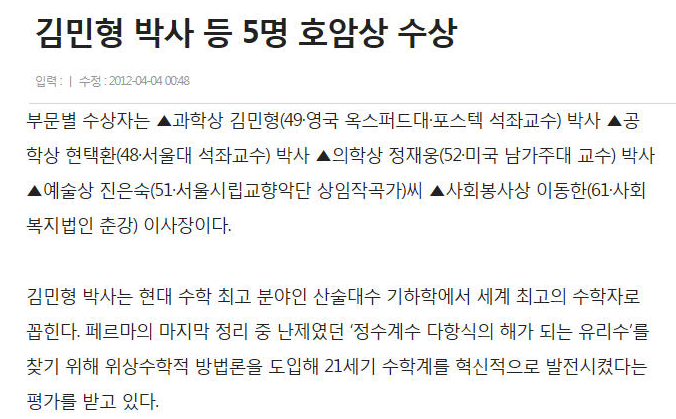 김민형 박사 등 5명 호암상 수상
입력 : | 수정 : 2012-04-04 00:48
부문별 수상자는 ▲과학상 김민형(49·영국 옥스퍼드대·포스텍 석좌교수) 박사 ▲공
학상 현택환(48·서울대 석좌교수) 박사 ▲의학상 정재웅(52·미국 남가주대 교수) 박사
▲예술상 진은숙(51·서울시립교향악단 상임작곡가)씨 ▲사회봉사상 이동한(61·사회
복지법인 춘강) 이사장이다.
김민형 박사는 현대 수학 최고 분야인 산술대수 기하학에서 세계 최고의 수학자로
꼽힌다. 페르마의 마지막 정리 중 난제였던 ‘정수계수 다항식의 해가 되는 유리수’를
찾기 위해 위상수학적 방법론을 도입해 21세기 수학계를 혁신적으로 발전시켰다는
평가를 받고 있다.